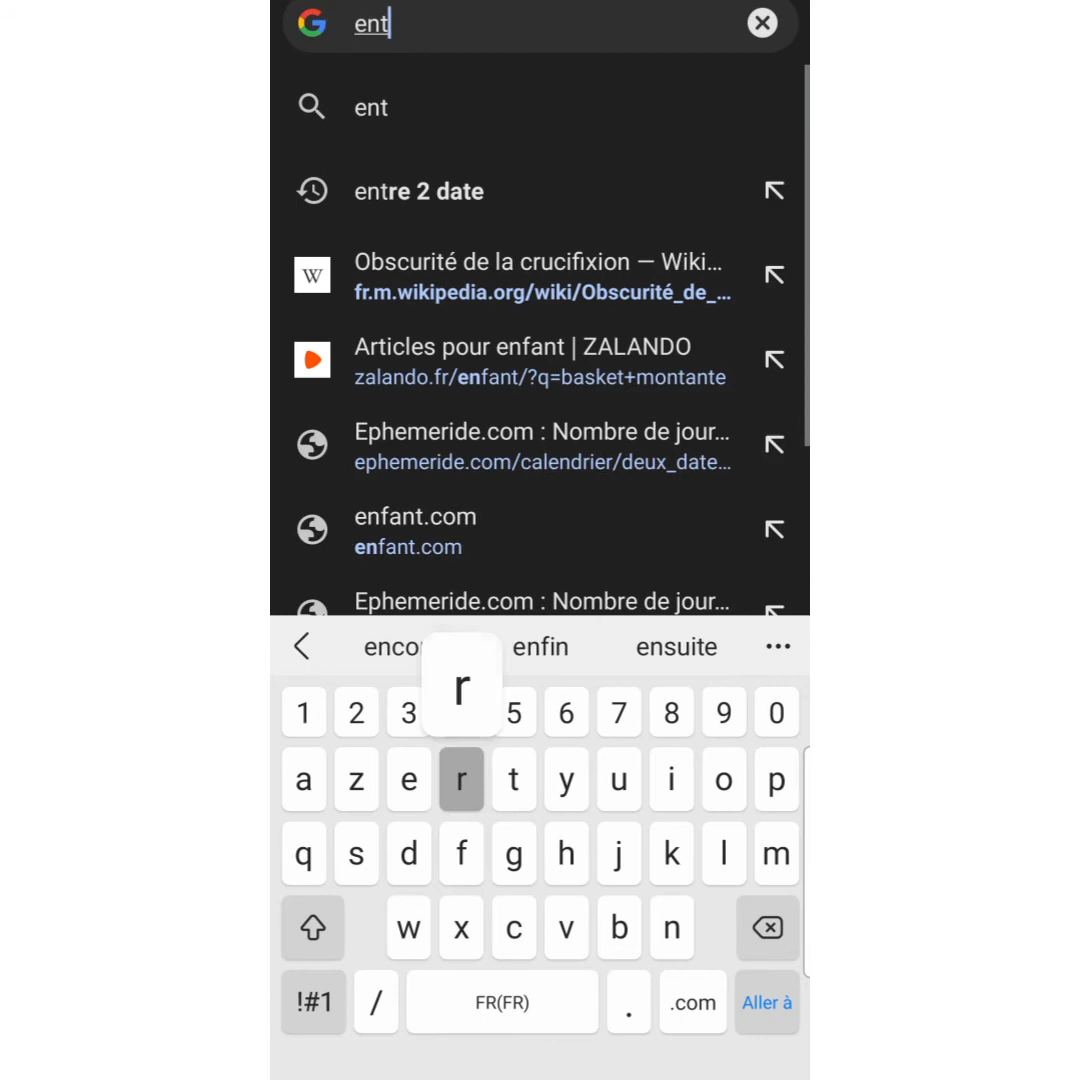 ent
ent
entre 2 date
Obscurité de la crucifixion — Wiki...
fr.m.wikipedia.org/wiki/Obscurité_de_...
W
Articles pour enfant | ZALANDO
zalando.fr/enfant/?q=basket+montante
Ephemeride.com : Nombre de jour...
ephemeride.com/calendrier/deux_date...
enfant.com
enfant.com
Ephemeride.com : Nombre de jour...
enco enfin ensuite
r
1 2 3 5 6 7 8 9 0
a z e r t y u i o p
q s d f g h j k l m
w x c v b n
!#1 / FR(FR) . .com Aller à